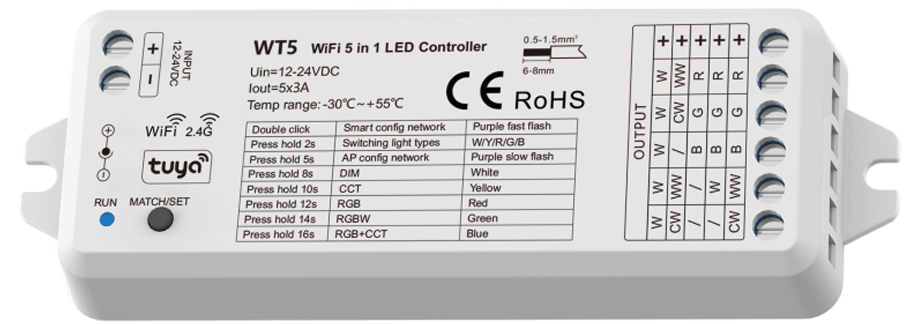 INPUT
12-24VDC
+
−
WT5 WiFi 5 in 1 LED Controller
Uin=12-24VDC
Iout=5x3A
Temp range: -30℃~+55℃
CE RoHS
0.5-1.5mm²
6-8mm
WiFi 2.4G
tuya
RUN MATCH/SET
Double click Smart config network Purple fast flash
Press hold 2s Switching light types W/Y/R/G/B
Press hold 5s AP config network Purple slow flash
Press hold 8s DIM White
Press hold 10s CCT Yellow
Press hold 12s RGB Red
Press hold 14s RGBW Green
Press hold 16s RGB+CCT Blue
OUTPUT
+ + + + +
W WW R R R
W CW G G G
W / B B B
W WW / W WW
W CW / / CW